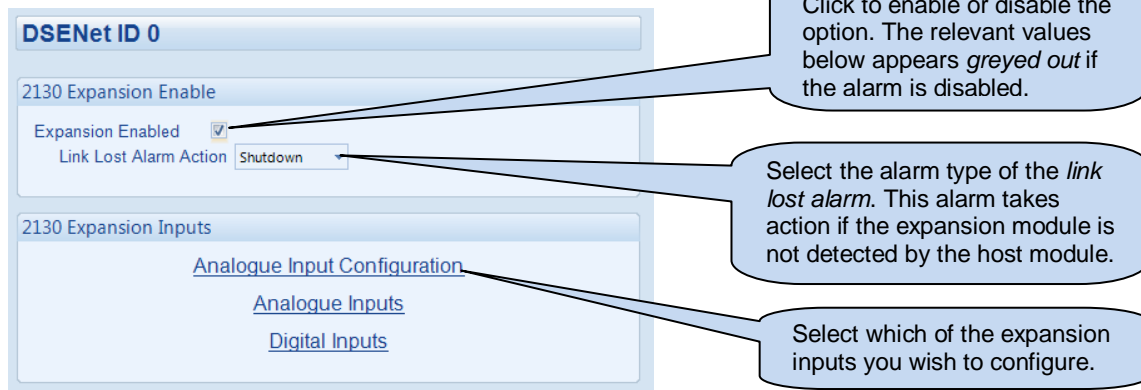 DSENet ID 0
2130 Expansion Enable
Expansion Enabled
Link Lost Alarm Action Shutdown
2130 Expansion Inputs
Analogue Input Configuration
Analogue Inputs
Digital Inputs
Click to enable or disable the
option. The relevant values
below appears greyed out if
the alarm is disabled.
Select the alarm type of the link
lost alarm. This alarm takes
action if the expansion module is
not detected by the host module.
Select which of the expansion
inputs you wish to configure.